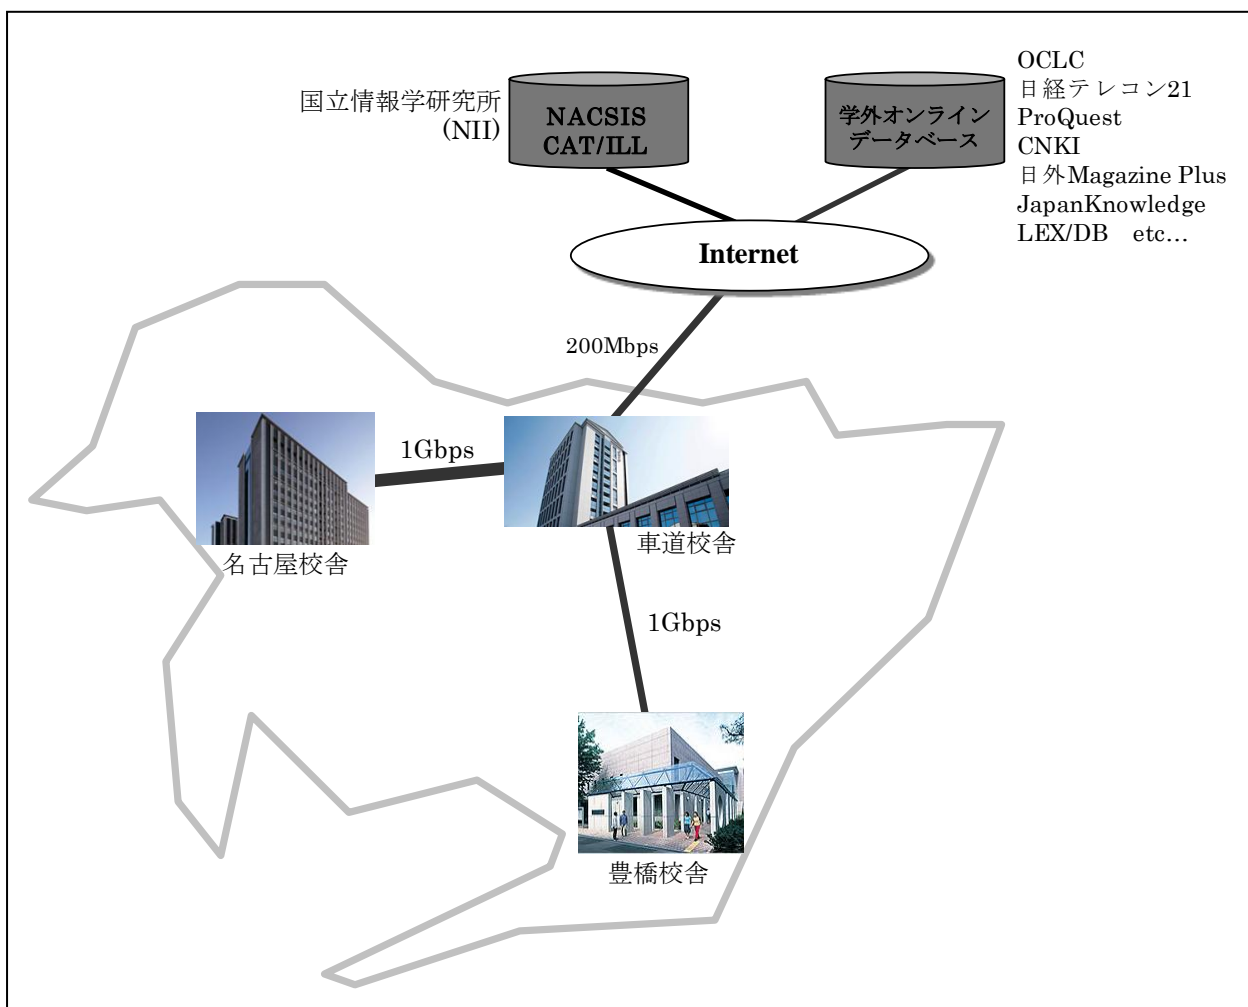 国立情報学研究所
(NII)
NACSIS
CAT/ILL
学外オンライン
データベース
OCLC
日経テレコン21
ProQuest
CNKI
日外Magazine Plus
JapanKnowledge
LEX/DB　etc…
Internet
200Mbps
1Gbps
名古屋校舎
車道校舎
1Gbps
豊橋校舎